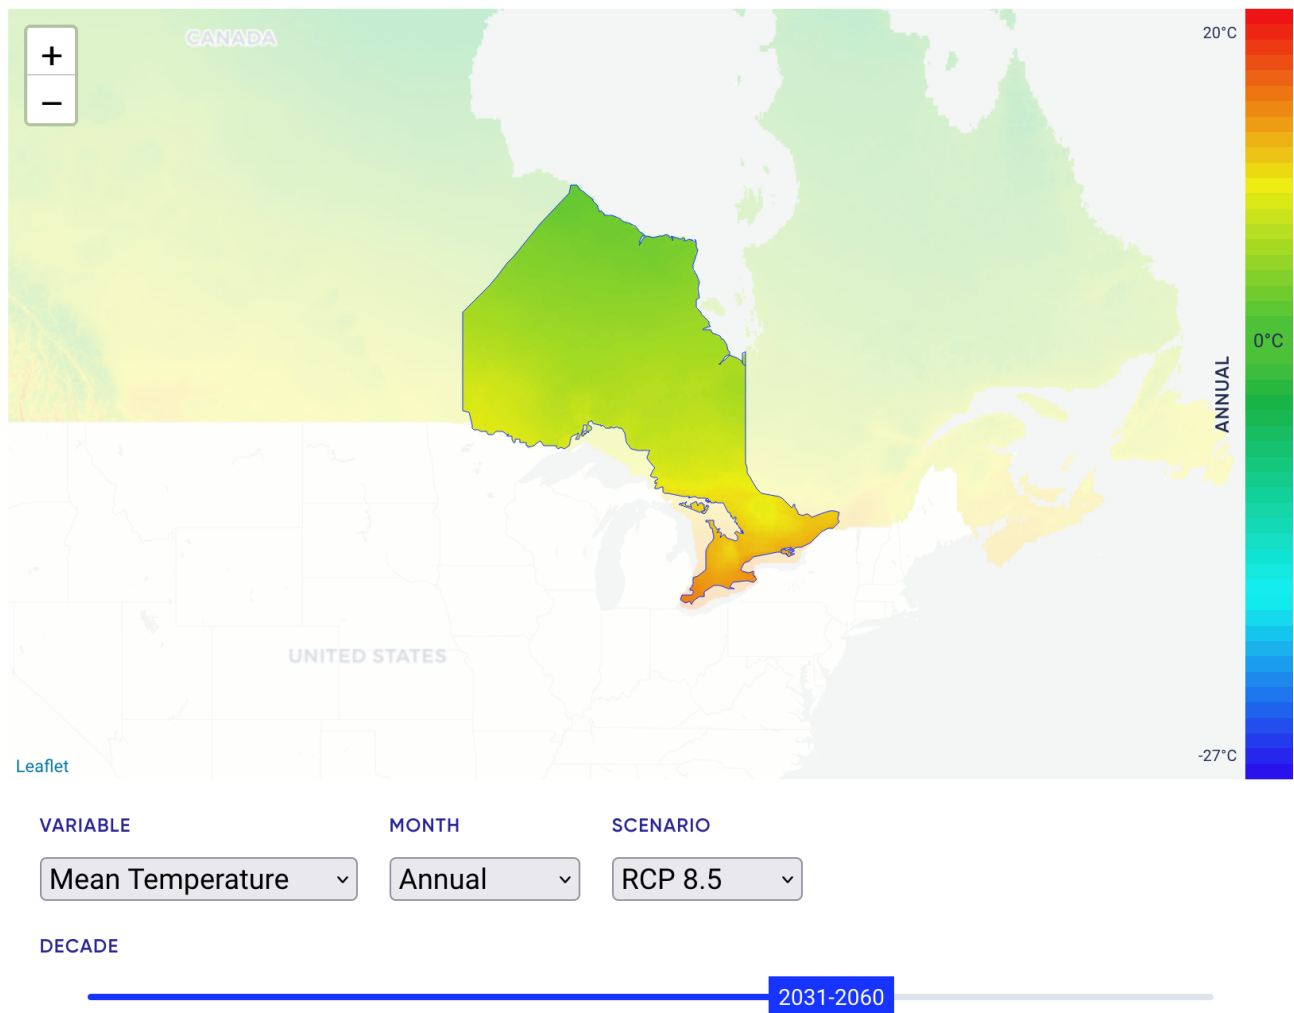 +
−
CANADA
20°C
0°C
ANNUAL
UNITED STATES
-27°C
Leaflet
VARIABLE MONTH SCENARIO
Mean Temperature Annual RCP 8.5
DECADE
2031-2060